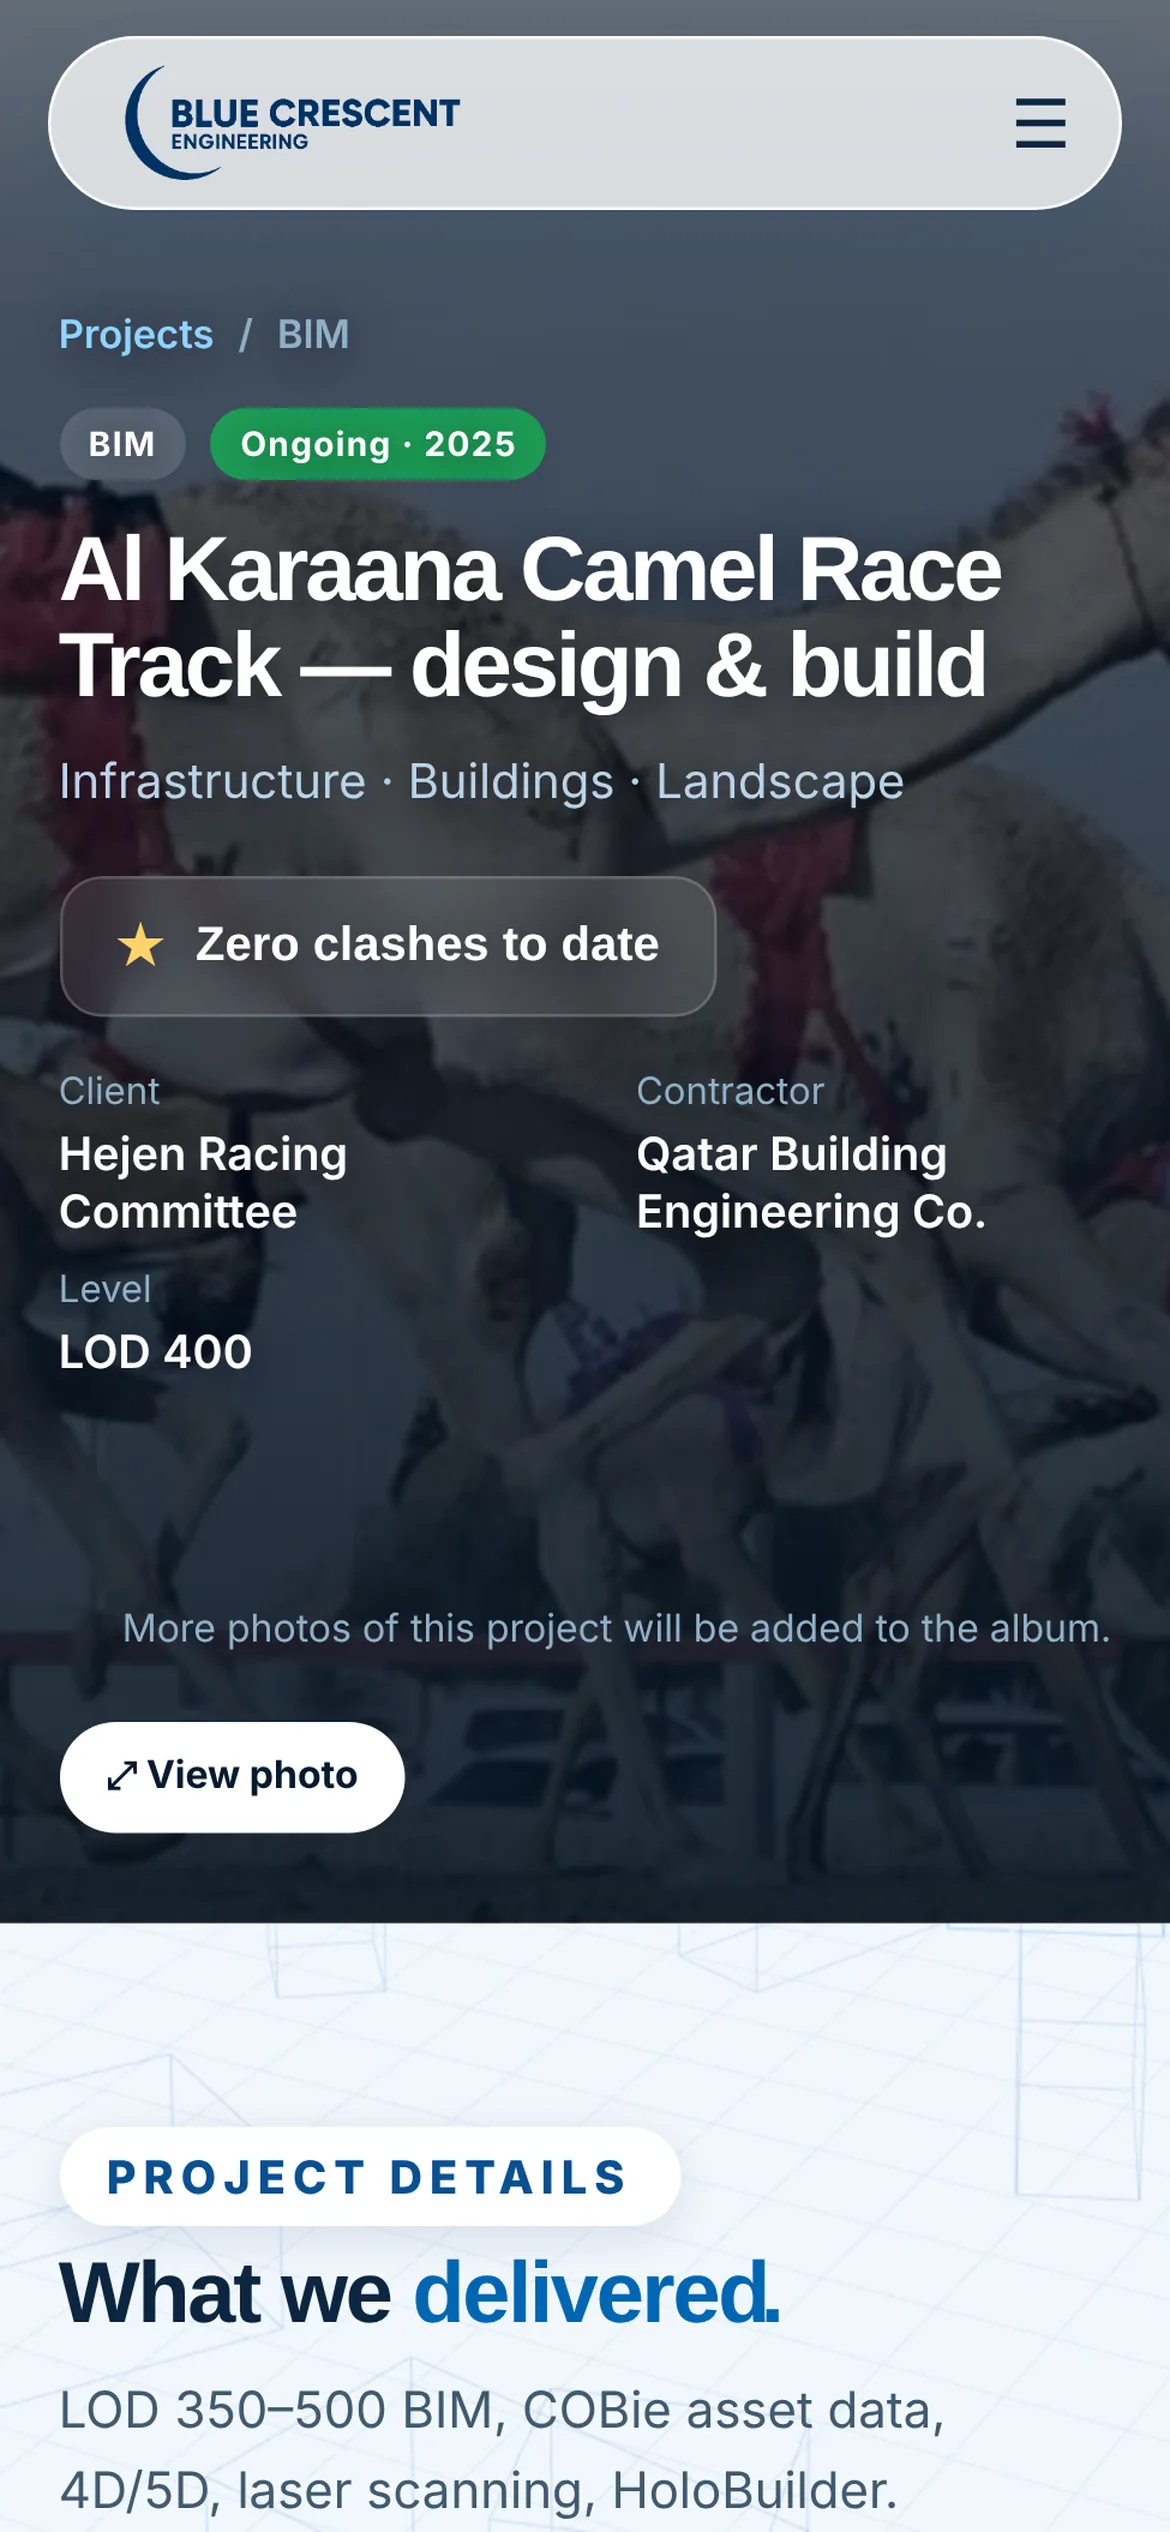 BLUE CRESCENT
ENGINEERING
Projects / BIM
BIM
Ongoing · 2025
Al Karaana Camel Race
Track — design & build
Infrastructure · Buildings · Landscape
★ Zero clashes to date
Client
Hejen Racing
Committee
Contractor
Qatar Building
Engineering Co.
Level
LOD 400
More photos of this project will be added to the album.
⤢ View photo
PROJECT DETAILS
What we delivered.
LOD 350–500 BIM, COBie asset data,
4D/5D, laser scanning, HoloBuilder.